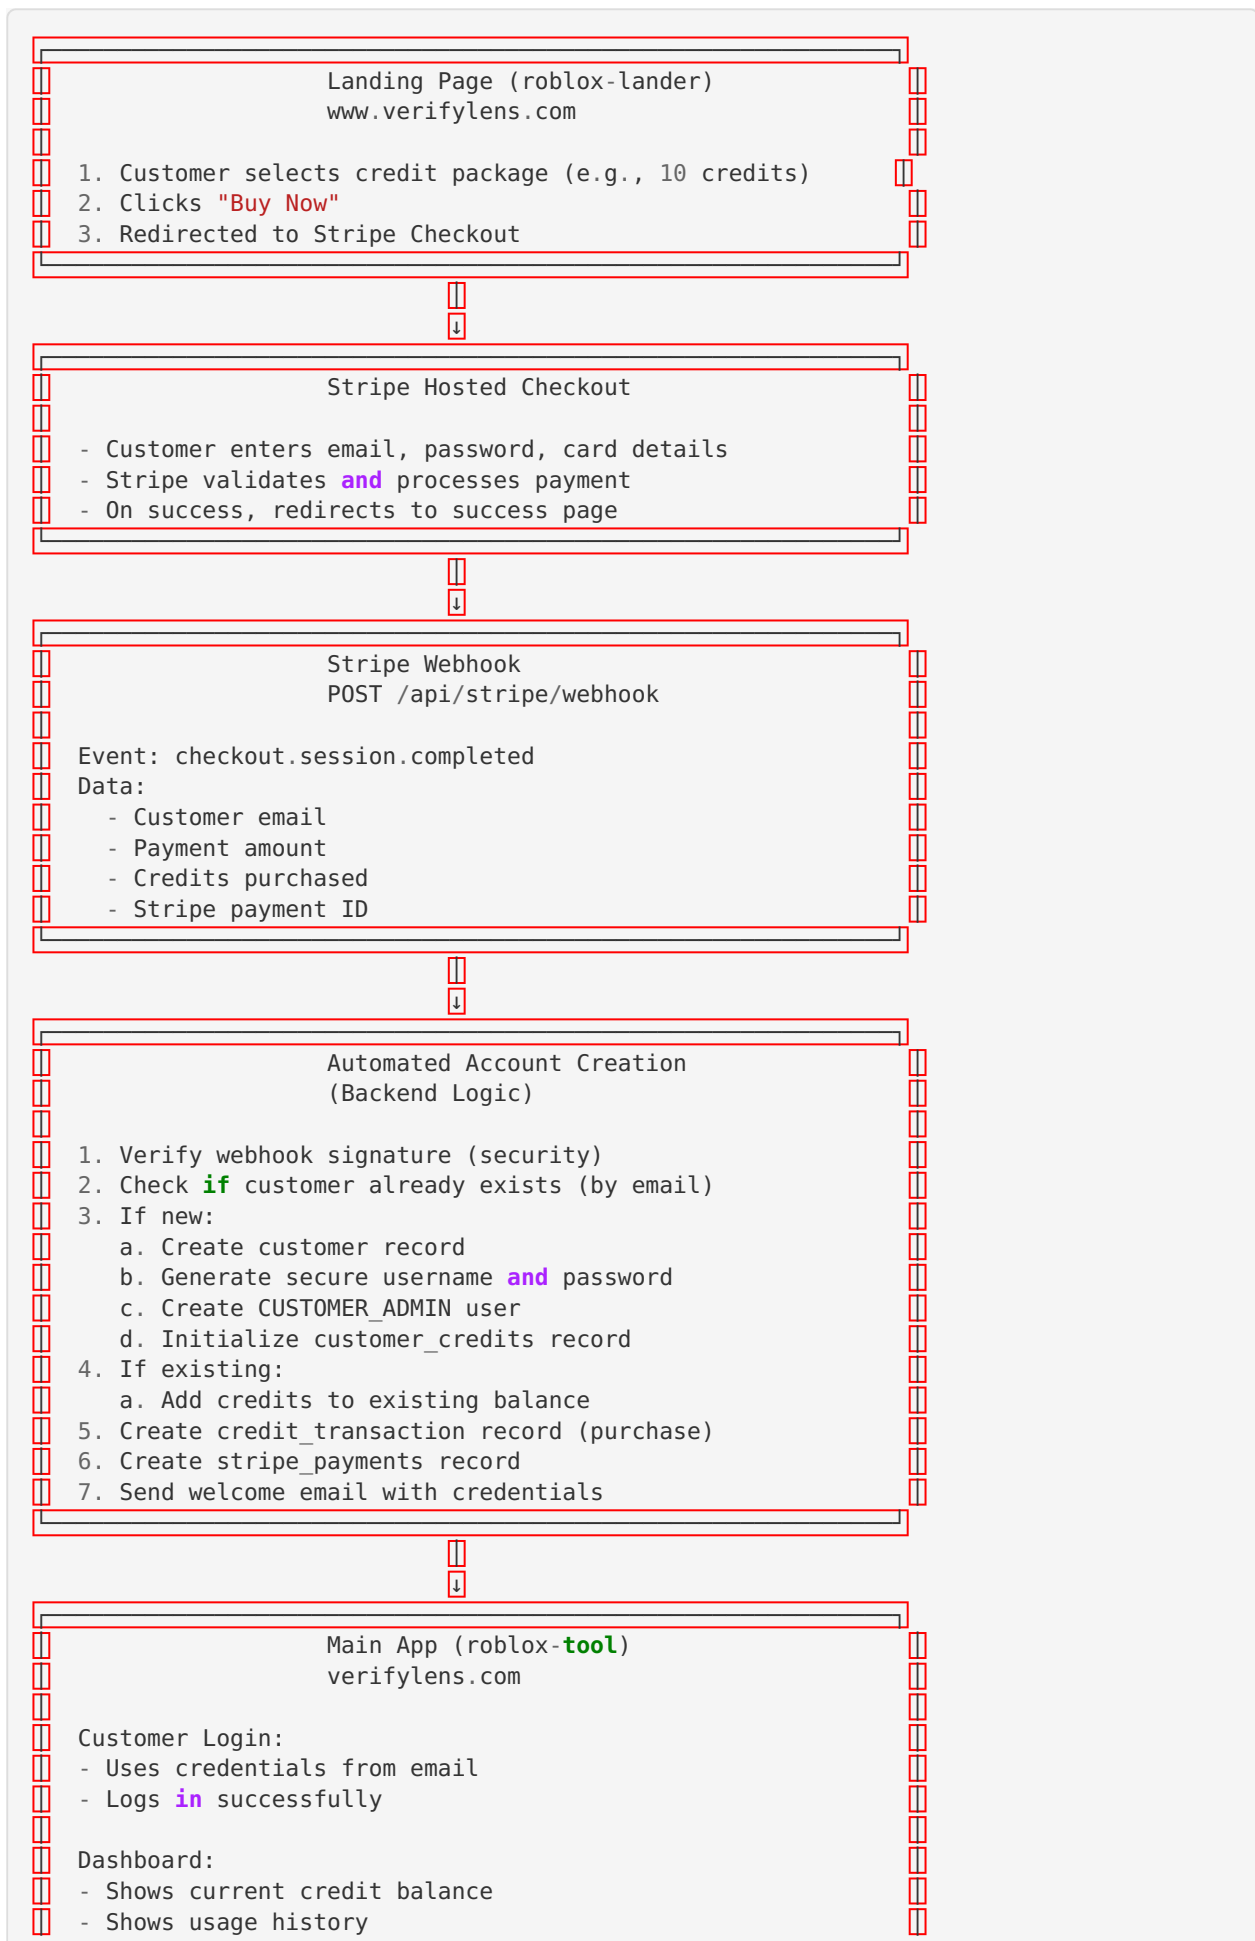 Landing Page (roblox-lander)
www.verifylens.com
1. Customer selects credit package (e.g., 10 credits)
2. Clicks "Buy Now"
3. Redirected to Stripe Checkout
↓
Stripe Hosted Checkout
- Customer enters email, password, card details
- Stripe validates and processes payment
- On success, redirects to success page
↓
Stripe Webhook
POST /api/stripe/webhook
Event: checkout.session.completed
Data:
- Customer email
- Payment amount
- Credits purchased
- Stripe payment ID
↓
Automated Account Creation
(Backend Logic)
1. Verify webhook signature (security)
2. Check if customer already exists (by email)
3. If new:
a. Create customer record
b. Generate secure username and password
c. Create CUSTOMER_ADMIN user
d. Initialize customer_credits record
4. If existing:
a. Add credits to existing balance
5. Create credit_transaction record (purchase)
6. Create stripe_payments record
7. Send welcome email with credentials
↓
Main App (roblox-tool)
verifylens.com
Customer Login:
- Uses credentials from email
- Logs in successfully
Dashboard:
- Shows current credit balance
- Shows usage history